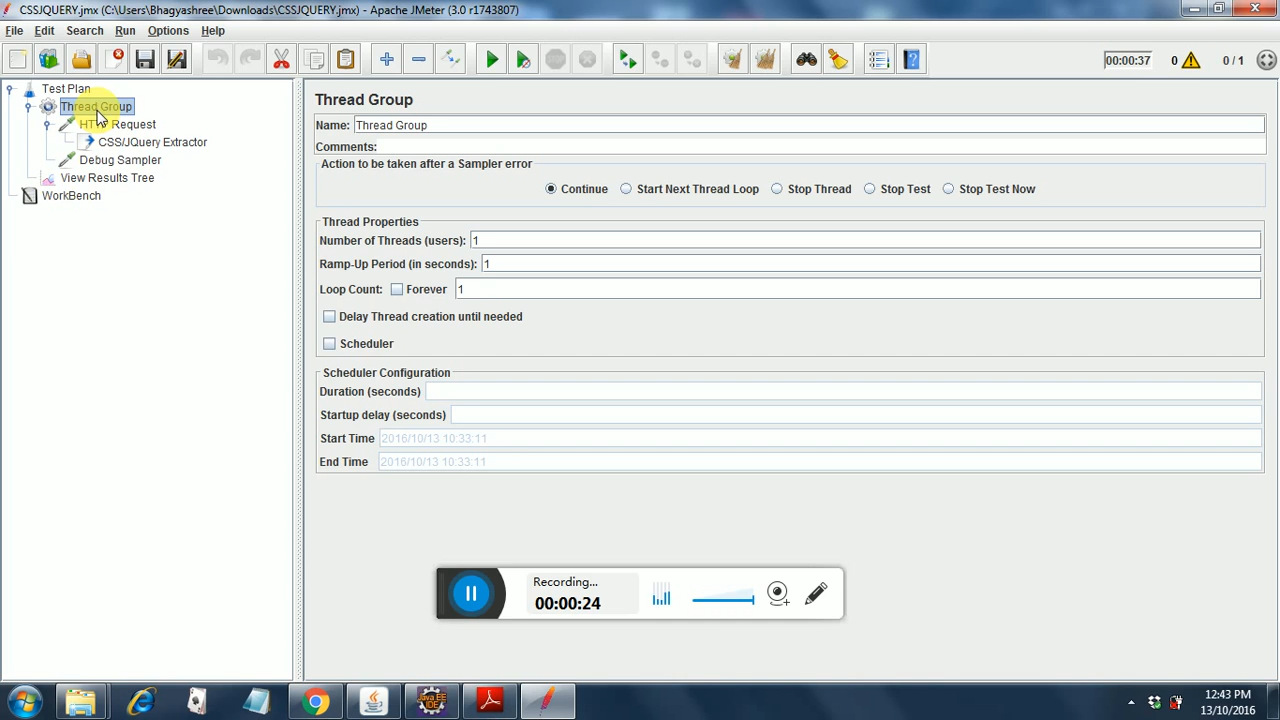 CSSJQUERY.jmx (C:\Users\Bhagyashree\Downloads\CSSJQUERY.jmx) - Apache JMeter (3.0 r1743807)
File Edit Search Run Options Help
00:00:37 0 0 / 1
Test Plan
Thread Group
HTTP Request
CSS/JQuery Extractor
Debug Sampler
View Results Tree
WorkBench
Thread Group
Name: Thread Group
Comments:
Action to be taken after a Sampler error
Continue Start Next Thread Loop Stop Thread Stop Test Stop Test Now
Thread Properties
Number of Threads (users): 1
Ramp-Up Period (in seconds): 1
Loop Count: Forever 1
Delay Thread creation until needed
Scheduler
Scheduler Configuration
Duration (seconds)
Startup delay (seconds)
Start Time 2016/10/13 10:33:11
End Time 2016/10/13 10:33:11
Recording...
00:00:24
Java EE
IDE
12:43 PM
13/10/2016